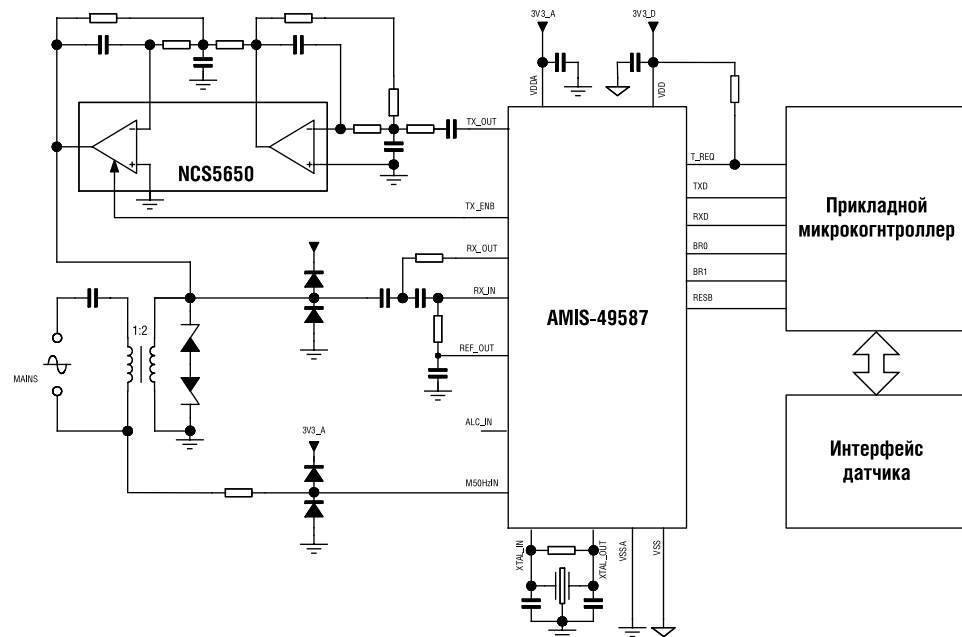 3V3_A
3V3_D
VDDA
VDD
TX_OUT
NCS5650
T_REQ
TXD
TX_ENB
RXD
Прикладной
микрокогнтроллер
RX_OUT
BR0
BR1
RX_IN
RESB
AMIS-49587
1:2
MAINS
REF_OUT
ALC_IN
3V3_A
Интерфейс
датчика
M50HzIN
XTAL_IN
XTAL_OUT
VSSA
VSS